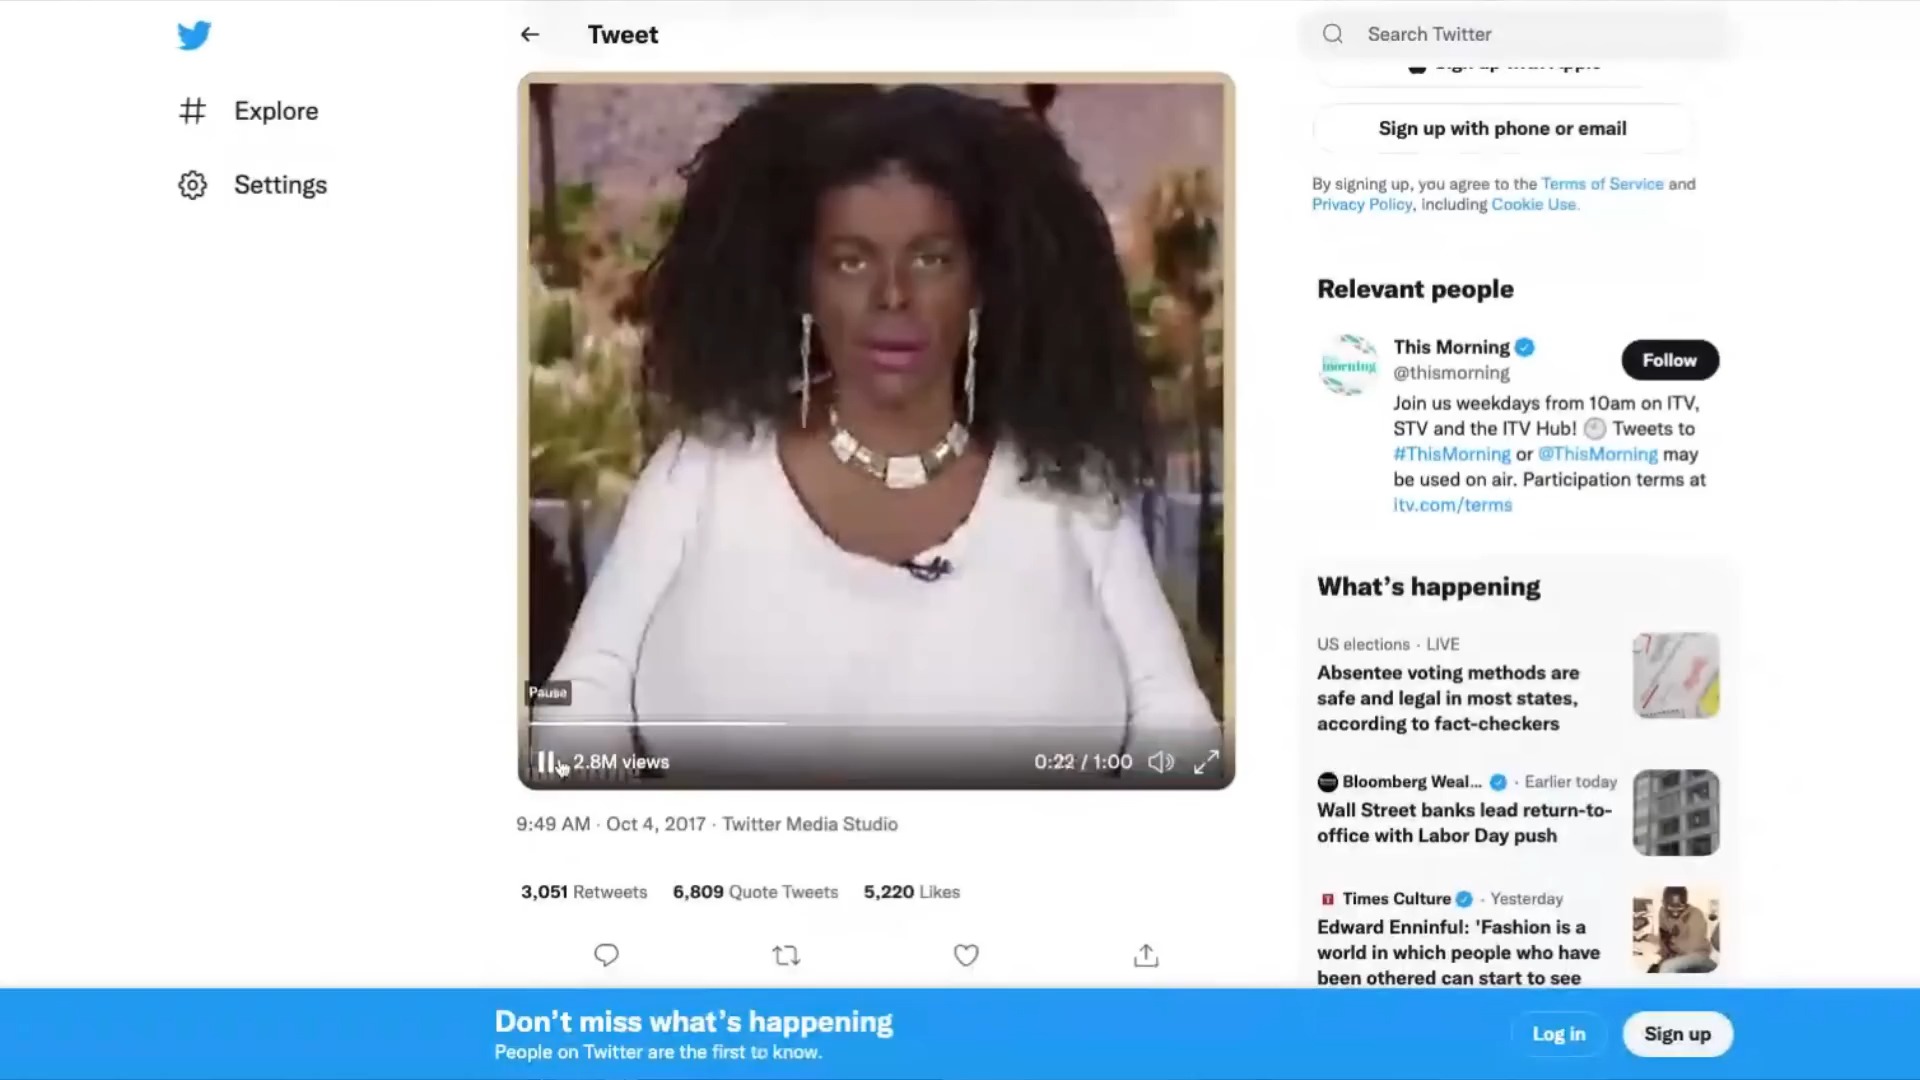 Tweet
Search Twitter
Explore
Settings
Sign up with Apple
Sign up with phone or email
By signing up, you agree to the Terms of Service and
Privacy Policy, including Cookie Use.
Relevant people
morning
This Morning
@thismorning
Follow
Join us weekdays from 10am on ITV,
STV and the ITV Hub! Tweets to
#ThisMorning or @ThisMorning may
be used on air. Participation terms at
itv.com/terms
What's happening
US elections · LIVE
Absentee voting methods are
safe and legal in most states,
according to fact-checkers
Bloomberg Weal... · Earlier today
Wall Street banks lead return-to-
office with Labor Day push
Times Culture · Yesterday
Edward Enninful: 'Fashion is a
world in which people who have
been othered can start to see
Pause
2.8M views
0:22 / 1:00
9:49 AM · Oct 4, 2017 · Twitter Media Studio
3,051 Retweets 6,809 Quote Tweets 5,220 Likes
Don't miss what's happening
People on Twitter are the first to know.
Log in
Sign up